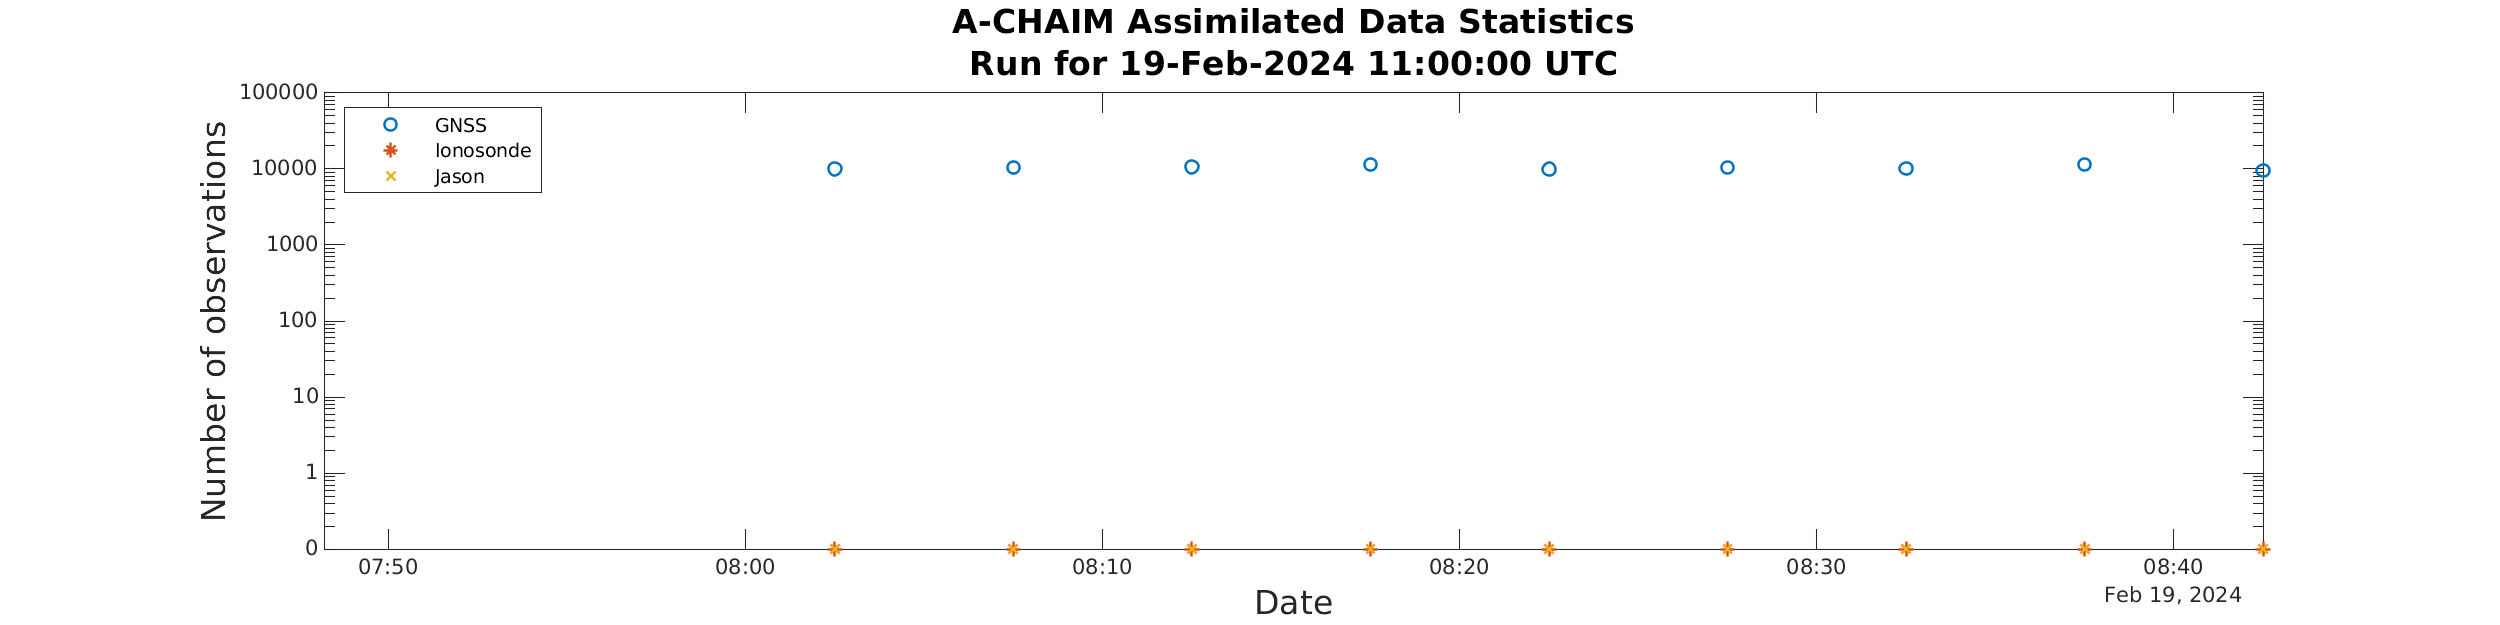 A-CHAIM Assimilated Data Statistics
Run for 19-Feb-2024 11:00:00 UTC
Number of observations
100000
10000
1000
100
10
1
0
GNSS
Ionosonde
Jason
07:50 08:00 08:10 08:20 08:30 08:40
Feb 19, 2024
Date